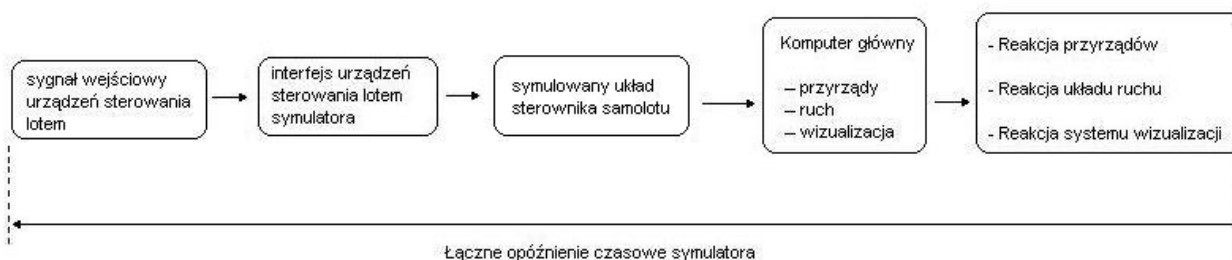 sygnał wejściowy
urządzeń sterowania
lotem
interfejs urządzeń
sterowania lotem
symulatora
symulowany układ
sterownika samolotu
Komputer główny
– przyrządy
– ruch
– wizualizacja
- Reakcja przyrządów
- Reakcja układu ruchu
- Reakcja systemu wizualizacji
Łączne opóźnienie czasowe symulatora